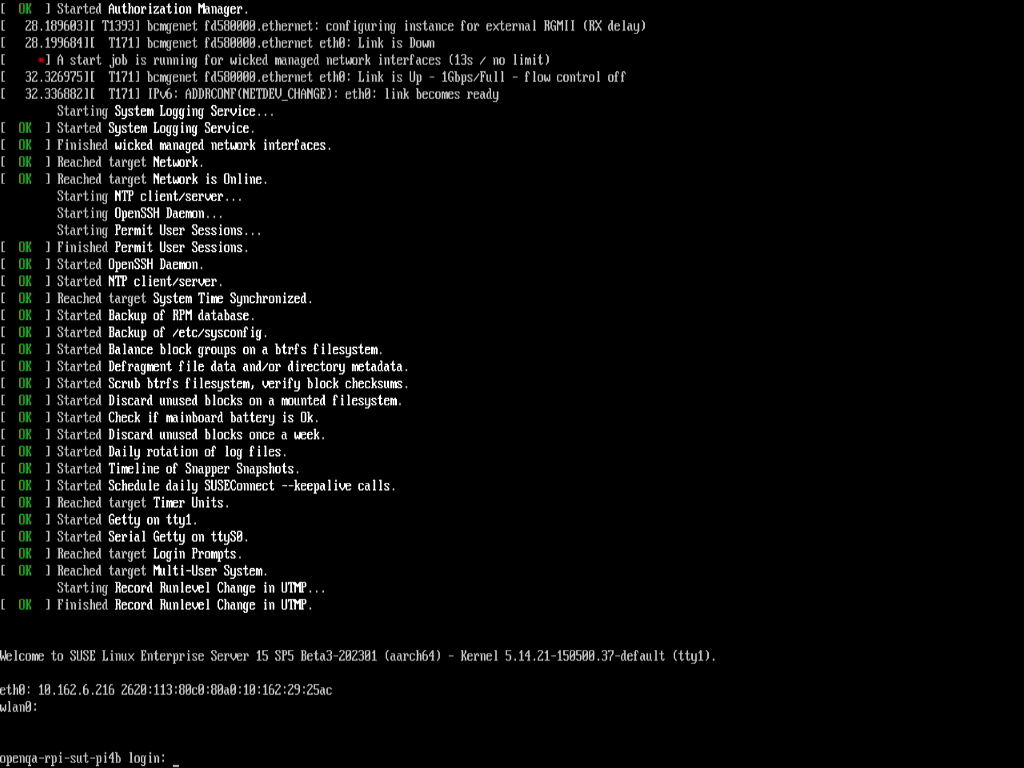 [  OK  ] Started Authorization Manager.
[   28.189603][ T1393] bcmgenet fd580000.ethernet: configuring instance for external RGMII (RX delay)
[   28.199684][  T171] bcmgenet fd580000.ethernet eth0: Link is Down
[     *] A start job is running for wicked managed network interfaces (13s / no limit)
[   32.326975][  T171] bcmgenet fd580000.ethernet eth0: Link is Up - 1Gbps/Full - flow control off
[   32.336882][  T171] IPv6: ADDRCONF(NETDEV_CHANGE): eth0: link becomes ready
         Starting System Logging Service...
[  OK  ] Started System Logging Service.
[  OK  ] Finished wicked managed network interfaces.
[  OK  ] Reached target Network.
[  OK  ] Reached target Network is Online.
         Starting NTP client/server...
         Starting OpenSSH Daemon...
         Starting Permit User Sessions...
[  OK  ] Finished Permit User Sessions.
[  OK  ] Started OpenSSH Daemon.
[  OK  ] Started NTP client/server.
[  OK  ] Reached target System Time Synchronized.
[  OK  ] Started Backup of RPM database.
[  OK  ] Started Backup of /etc/sysconfig.
[  OK  ] Started Balance block groups on a btrfs filesystem.
[  OK  ] Started Defragment file data and/or directory metadata.
[  OK  ] Started Scrub btrfs filesystem, verify block checksums.
[  OK  ] Started Discard unused blocks on a mounted filesystem.
[  OK  ] Started Check if mainboard battery is Ok.
[  OK  ] Started Discard unused blocks once a week.
[  OK  ] Started Daily rotation of log files.
[  OK  ] Started Timeline of Snapper Snapshots.
[  OK  ] Started Schedule daily SUSEConnect --keepalive calls.
[  OK  ] Reached target Timer Units.
[  OK  ] Started Getty on tty1.
[  OK  ] Started Serial Getty on ttyS0.
[  OK  ] Reached target Login Prompts.
[  OK  ] Reached target Multi-User System.
         Starting Record Runlevel Change in UTMP...
[  OK  ] Finished Record Runlevel Change in UTMP.
Welcome to SUSE Linux Enterprise Server 15 SP5 Beta3-202301 (aarch64) - Kernel 5.14.21-150500.37-default (tty1).
eth0: 10.162.6.216 2620:113:80c0:80a0:10:162:29:25ac
wlan0:
openqa-rpi-sut-pi4b login: _